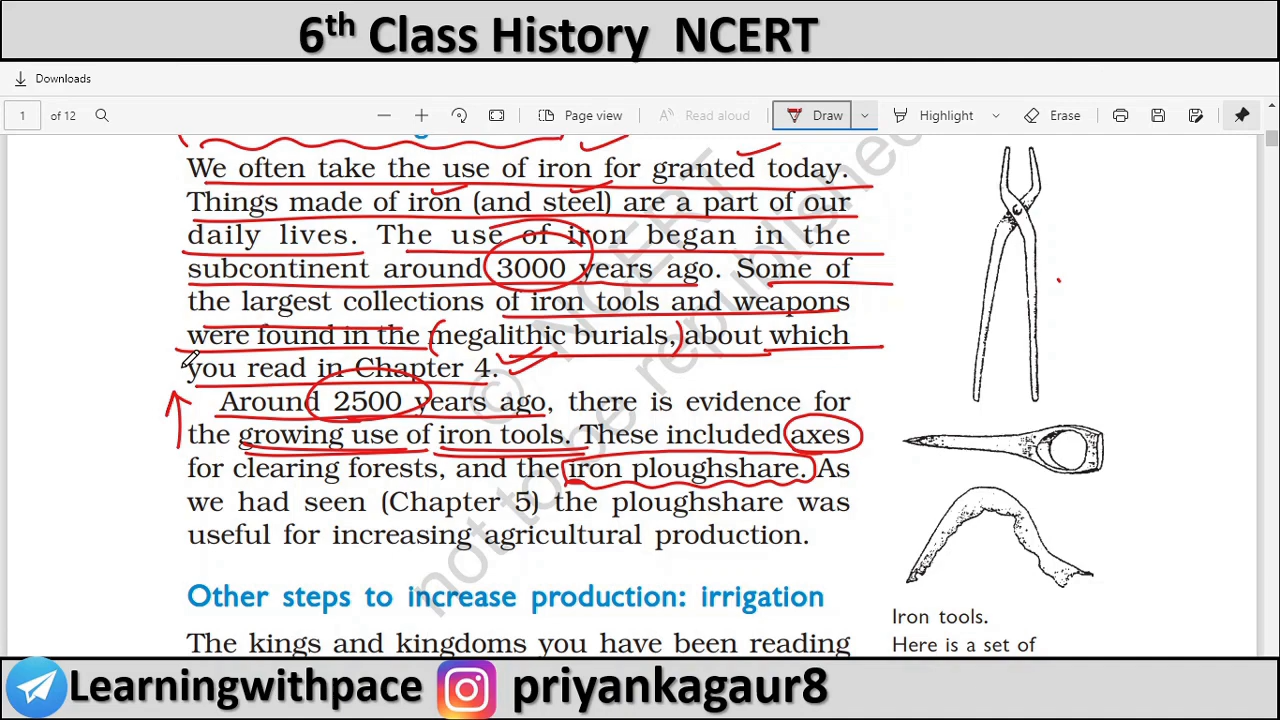 6th Class History NCERT
Downloads
1 of 12
Page view
Read aloud
Draw
Highlight
Erase
We often take the use of iron for granted today.
Things made of iron (and steel) are a part of our
daily lives. The use of iron began in the
subcontinent around 3000 years ago. Some of
the largest collections of iron tools and weapons
were found in the megalithic burials, about which
you read in Chapter 4.
Around 2500 years ago, there is evidence for
the growing use of iron tools. These included axes
for clearing forests, and the iron ploughshare. As
we had seen (Chapter 5) the ploughshare was
useful for increasing agricultural production.
Other steps to increase production: irrigation
The kings and kingdoms you have been reading
Iron tools.
Here is a set of
© NCERT
not to be republished
Learningwithpace
priyankagaur8